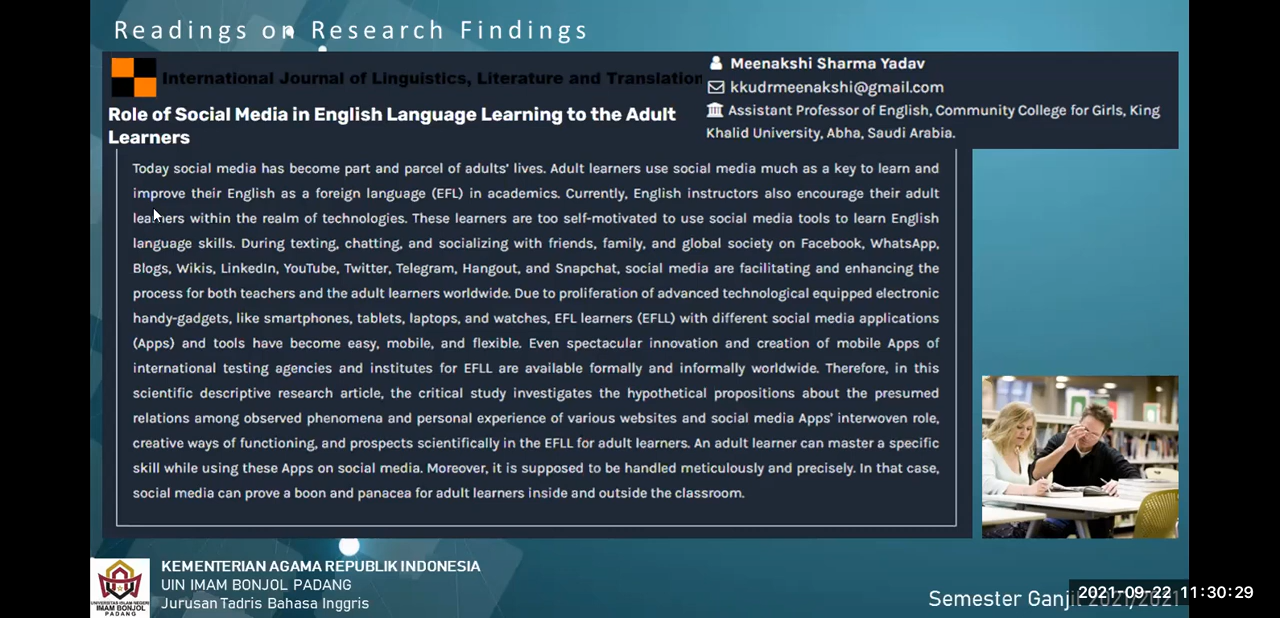 Readings on Research Findings
International Journal of Linguistics, Literature and Translation
Role of Social Media in English Language Learning to the Adult
Learners
Meenakshi Sharma Yadav
kkudrmeenakshi@gmail.com
Assistant Professor of English, Community College for Girls, King
Khalid University, Abha, Saudi Arabia.
Today social media has become part and parcel of adults' lives. Adult learners use social media much as a key to learn and
improve their English as a foreign language (EFL) in academics. Currently, English instructors also encourage their adult
learners within the realm of technologies. These learners are too self-motivated to use social media tools to learn English
language skills. During texting, chatting, and socializing with friends, family, and global society on Facebook, WhatsApp,
Blogs, Wikis, LinkedIn, YouTube, Twitter, Telegram, Hangout, and Snapchat, social media are facilitating and enhancing the
process for both teachers and the adult learners worldwide. Due to proliferation of advanced technological equipped electronic
handy-gadgets, like smartphones, tablets, laptops, and watches, EFL learners (EFLL) with different social media applications
(Apps) and tools have become easy, mobile, and flexible. Even spectacular innovation and creation of mobile Apps of
international testing agencies and institutes for EFLL are available formally and informally worldwide. Therefore, in this
scientific descriptive research article, the critical study investigates the hypothetical propositions about the presumed
relations among observed phenomena and personal experience of various websites and social media Apps' interwoven role,
creative ways of functioning, and prospects scientifically in the EFLL for adult learners. An adult learner can master a specific
skill while using these Apps on social media. Moreover, it is supposed to be handled meticulously and precisely. In that case,
social media can prove a boon and panacea for adult learners inside and outside the classroom.
UNIVERSITAS ISLAM NEGERI
IMAM BONJOL
PADANG
KEMENTERIAN AGAMA REPUBLIK INDONESIA
UIN IMAM BONJOL PADANG
Jurusan Tadris Bahasa Inggris
Semester Ganjil
2021-09-22 11:30:29